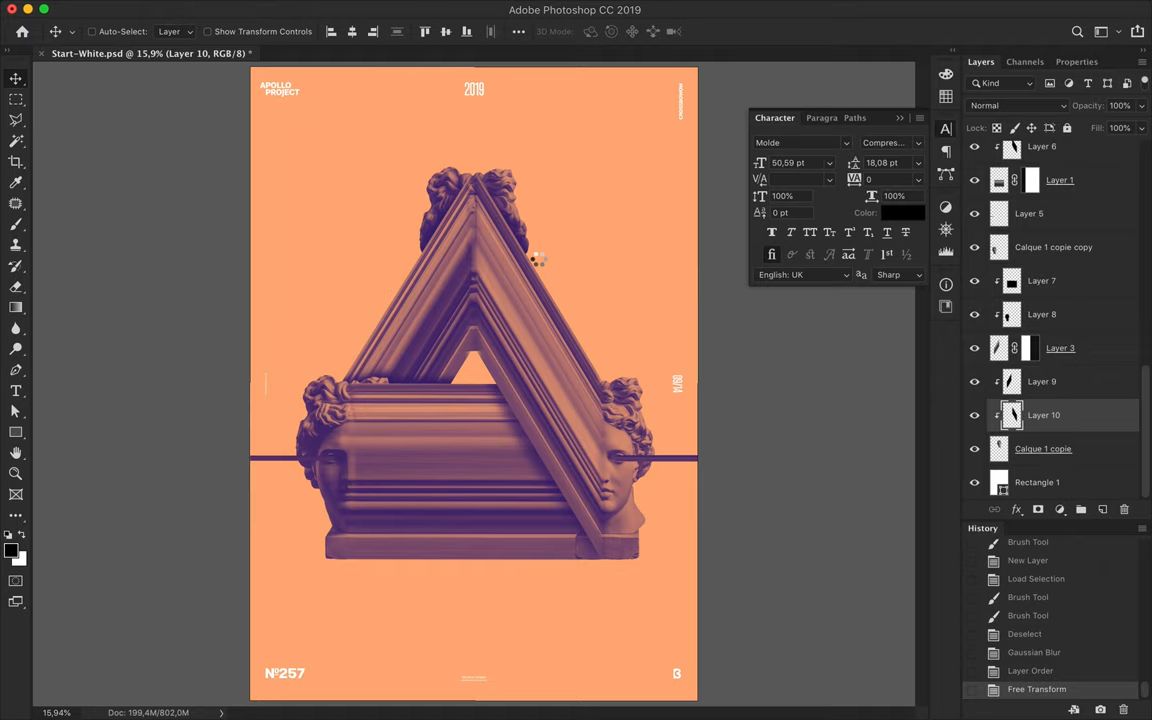 Adobe Photoshop CC 2019
Auto-Select:
Layer
Show Transform Controls
3D Mode:
Start-White.psd @ 15,9% (Layer 10, RGB/8) *
APOLLO
PROJECT
2019
09/14
Nº257
B
Character
Paragra
Paths
Molde
Compres...
50,59 pt
18,08 pt
0
100%
100%
0 pt
Color:
English: UK
Sharp
Layers
Channels
Properties
Kind
Normal
Opacity:
100%
Lock:
Fill:
100%
Layer 6
Layer 1
Layer 5
Calque 1 copie copy
Layer 7
Layer 8
Layer 3
Layer 9
Layer 10
Calque 1 copie
Rectangle 1
History
Brush Tool
New Layer
Load Selection
Brush Tool
Brush Tool
Deselect
Gaussian Blur
Layer Order
Free Transform
15,94%
Doc: 199,4M/802,0M